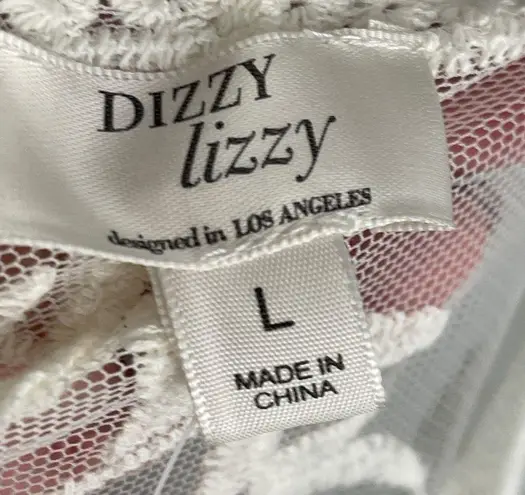 DIZZY
lizzy
designed in LOS ANGELES
L
MADE IN
CHINA